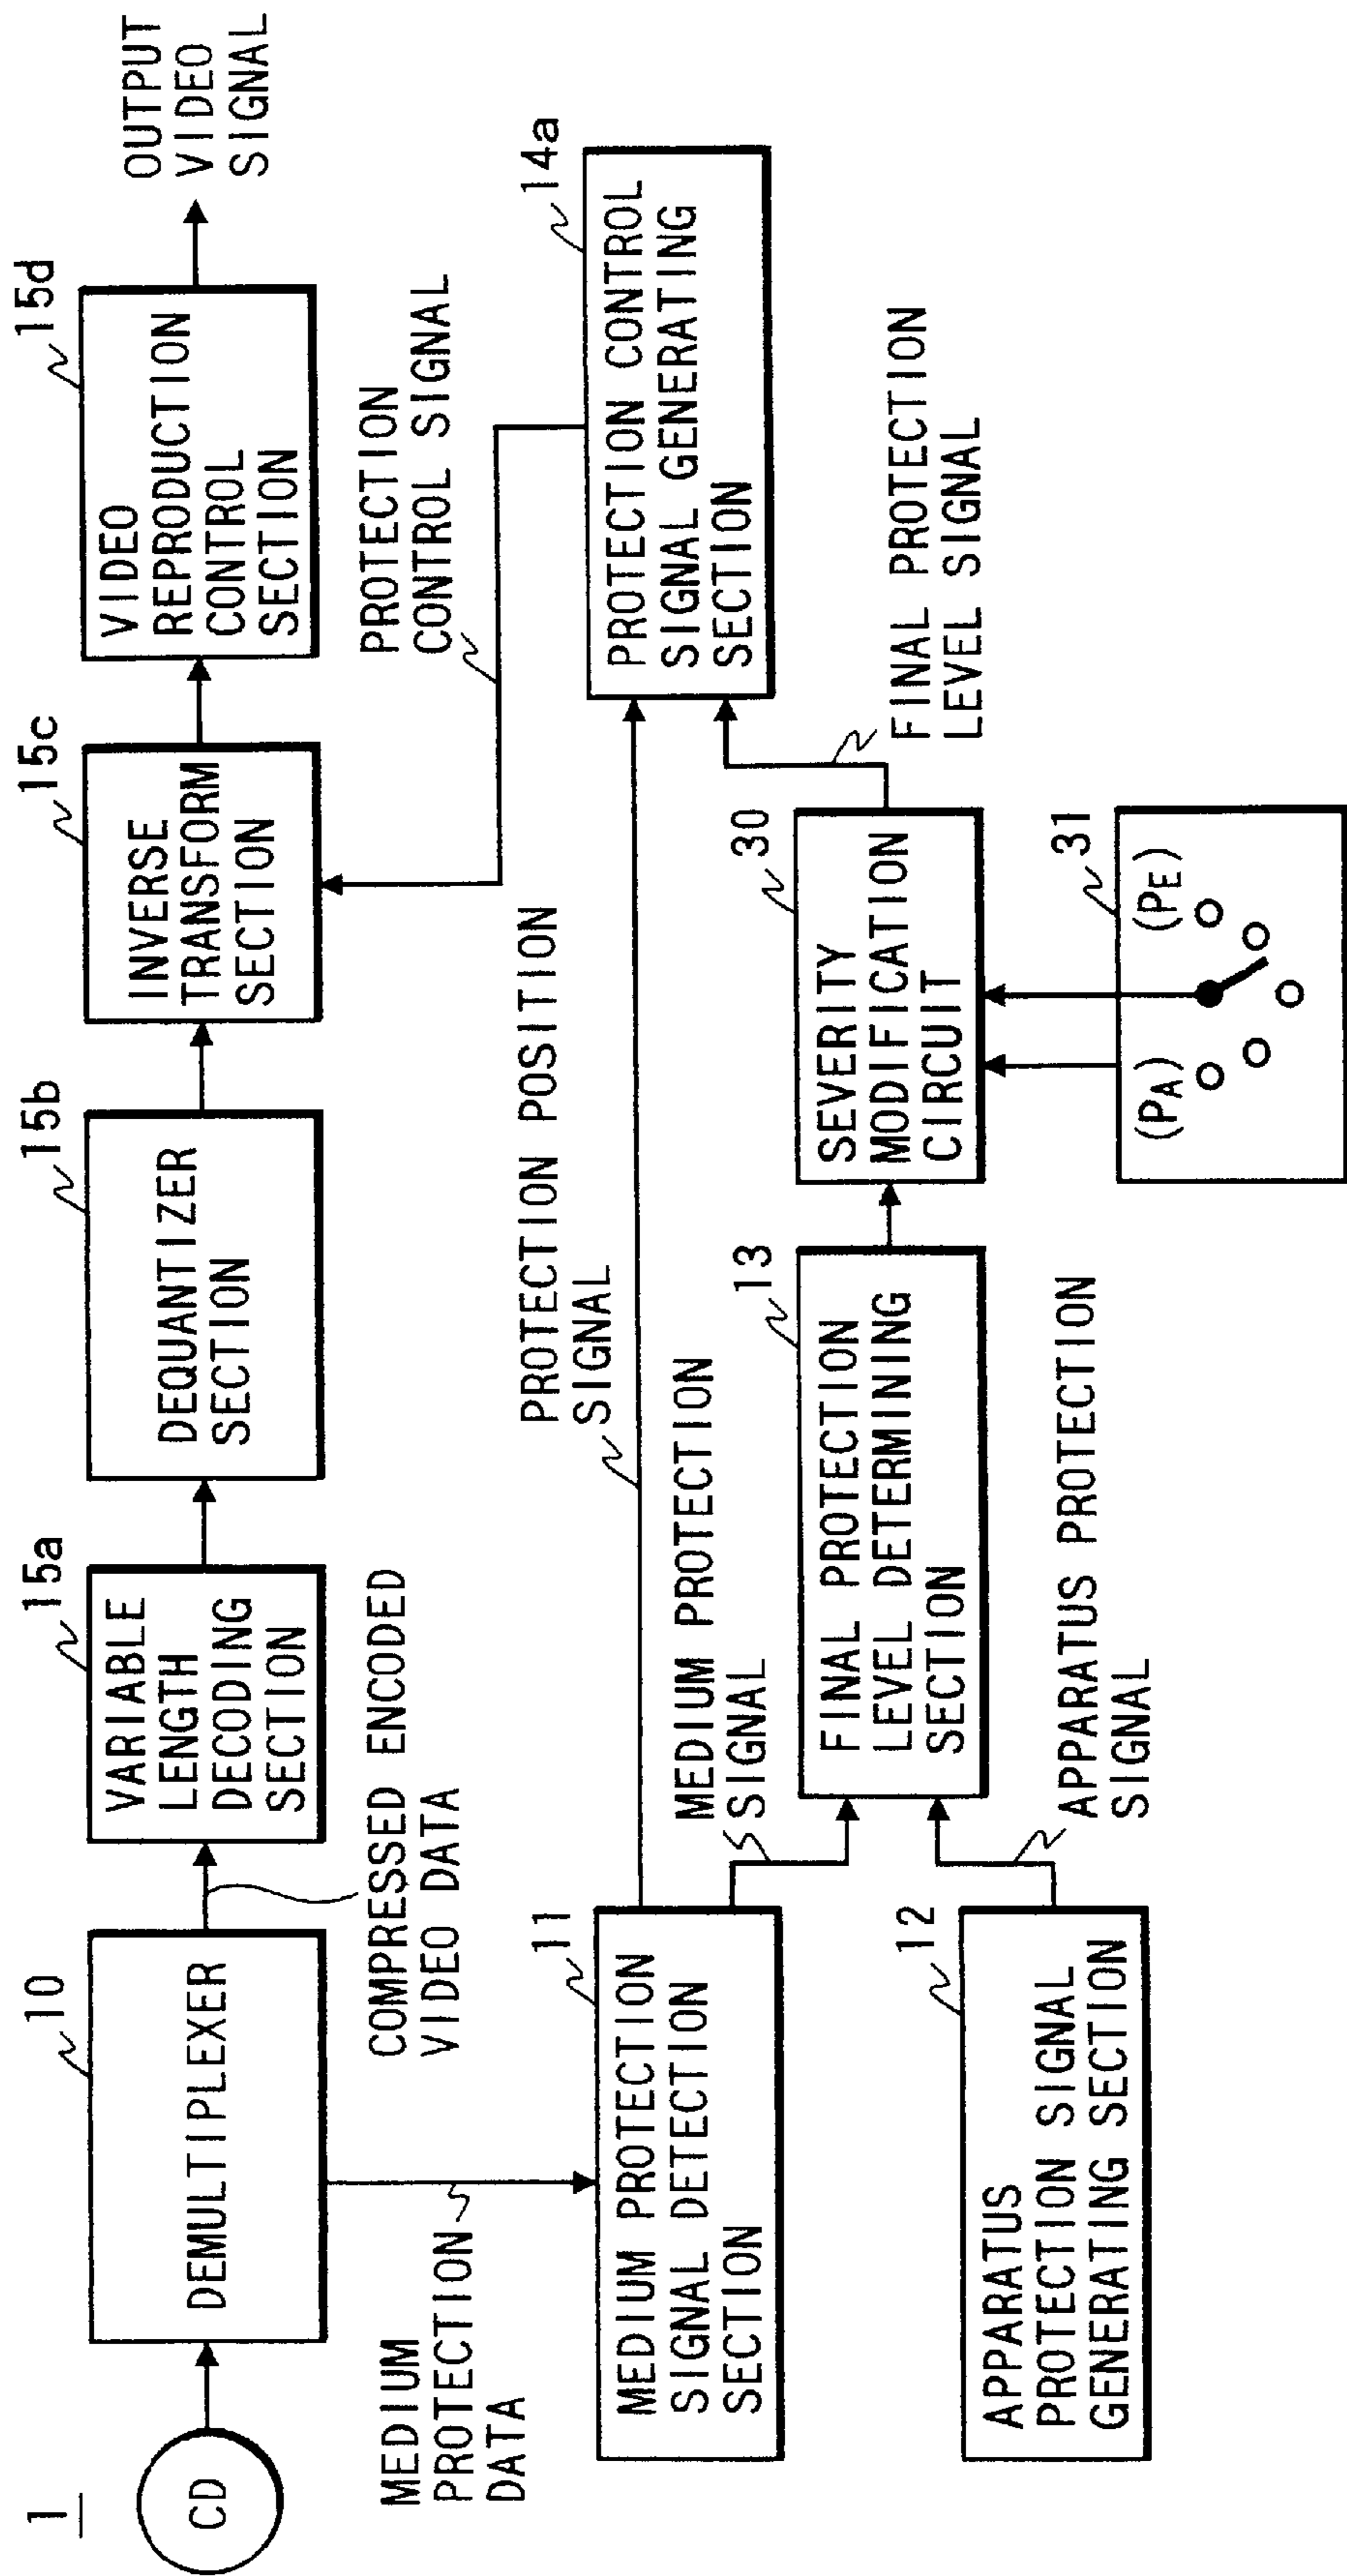 1
CD
10
DEMULTIPLEXER
COMPRESSED ENCODED
VIDEO DATA
15a
VARIABLE
LENGTH
DECODING
SECTION
15b
DEQUANTIZER
SECTION
15c
INVERSE
TRANSFORM
SECTION
15d
VIDEO
REPRODUCTION
CONTROL
SECTION
OUTPUT
VIDEO
SIGNAL
MEDIUM
PROTECTION
DATA
PROTECTION
CONTROL SIGNAL
11
MEDIUM PROTECTION
SIGNAL DETECTION
SECTION
PROTECTION POSITION
SIGNAL
14a
PROTECTION CONTROL
SIGNAL GENERATING
SECTION
MEDIUM PROTECTION
SIGNAL
13
FINAL PROTECTION
LEVEL DETERMINING
SECTION
30
SEVERITY
MODIFICATION
CIRCUIT
FINAL PROTECTION
LEVEL SIGNAL
12
APPARATUS
PROTECTION SIGNAL
GENERATING SECTION
APPARATUS PROTECTION
SIGNAL
31
(PA)
(PE)